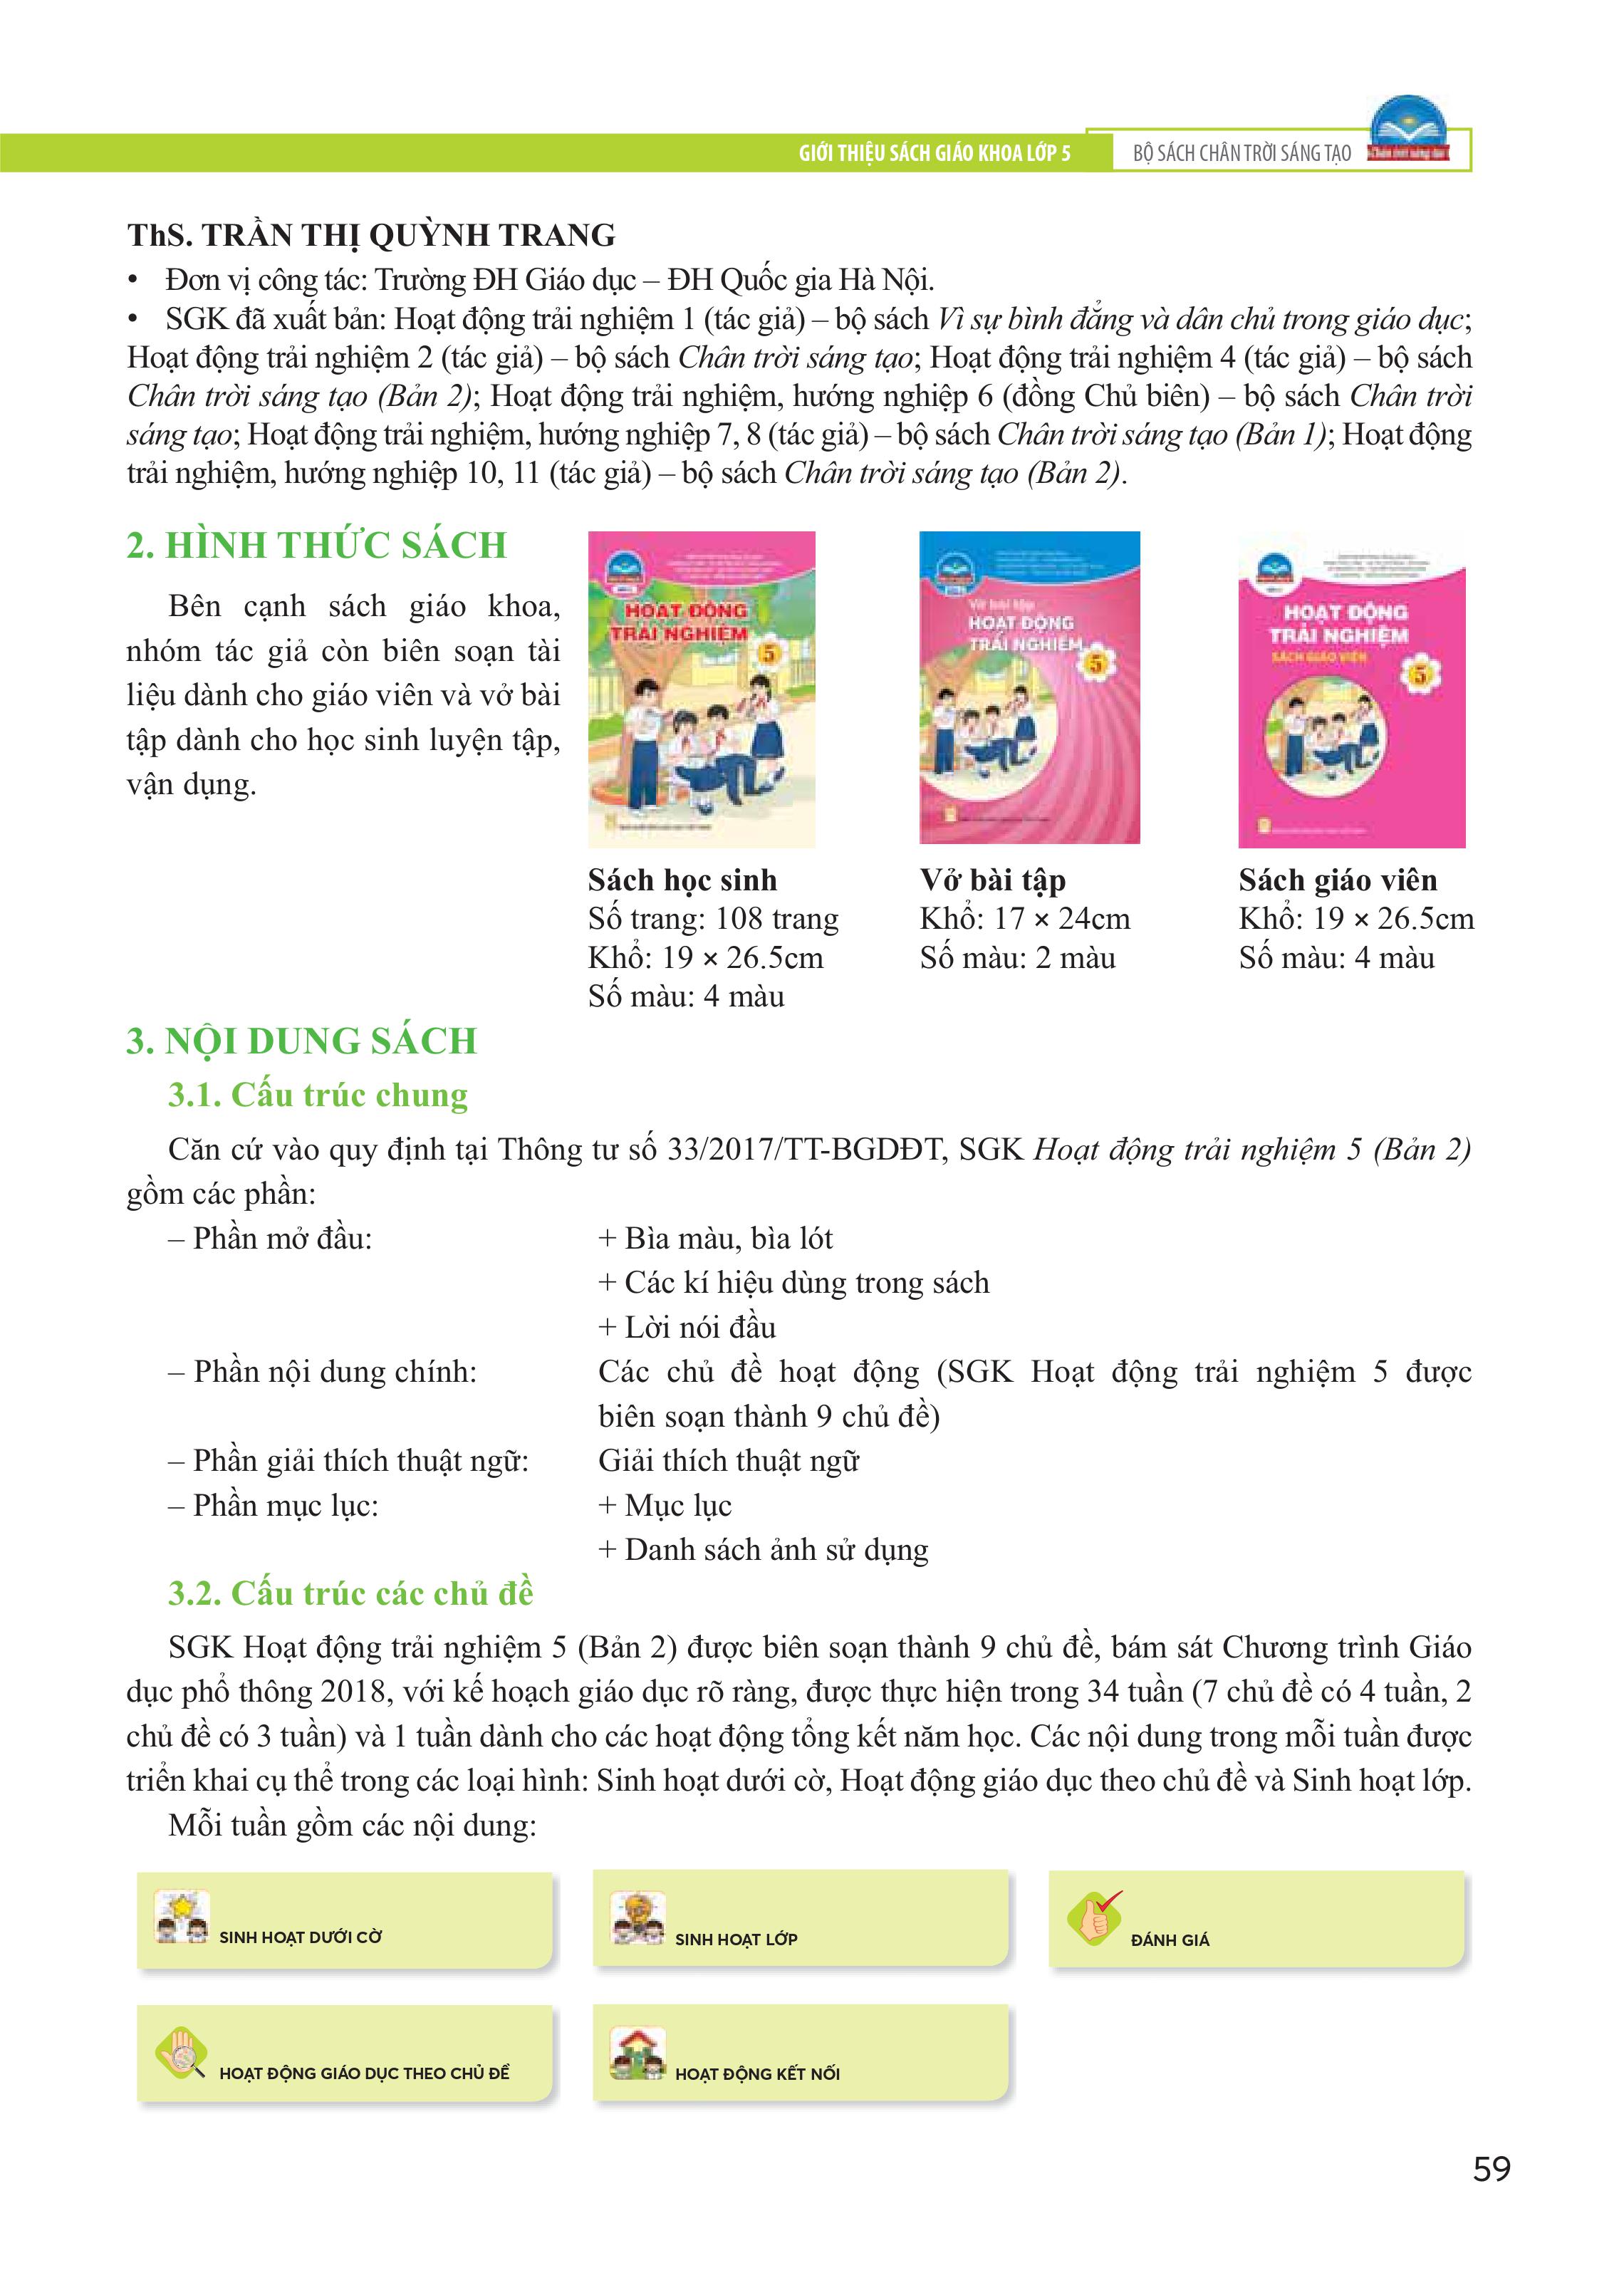 GIỚI THIỆU SÁCH GIÁO KHOA LỚP 5
BỘ SÁCH CHÂN TRỜI SÁNG TẠO
ThS. TRẦN THỊ QUỲNH TRANG
• Đơn vị công tác: Trường ĐH Giáo dục – ĐH Quốc gia Hà Nội.
• SGK đã xuất bản: Hoạt động trải nghiệm 1 (tác giả) – bộ sách Vì sự bình đẳng và dân chủ trong giáo dục;
Hoạt động trải nghiệm 2 (tác giả) – bộ sách Chân trời sáng tạo; Hoạt động trải nghiệm 4 (tác giả) – bộ sách
Chân trời sáng tạo (Bản 2); Hoạt động trải nghiệm, hướng nghiệp 6 (đồng Chủ biên) – bộ sách Chân trời
sáng tạo; Hoạt động trải nghiệm, hướng nghiệp 7, 8 (tác giả) – bộ sách Chân trời sáng tạo (Bản 1); Hoạt động
trải nghiệm, hướng nghiệp 10, 11 (tác giả) – bộ sách Chân trời sáng tạo (Bản 2).
2. HÌNH THỨC SÁCH
Bên cạnh sách giáo khoa,
nhóm tác giả còn biên soạn tài
liệu dành cho giáo viên và vở bài
tập dành cho học sinh luyện tập,
vận dụng.
HOẠT ĐỘNG
TRẢI NGHIỆM
5
Sách học sinh
Số trang: 108 trang
Khổ: 19 × 26.5cm
Số màu: 4 màu
Vở bài tập
HOẠT ĐỘNG
TRẢI NGHIỆM
5
Vở bài tập
Khổ: 17 × 24cm
Số màu: 2 màu
HOẠT ĐỘNG
TRẢI NGHIỆM
SÁCH GIÁO VIÊN
5
Sách giáo viên
Khổ: 19 × 26.5cm
Số màu: 4 màu
3. NỘI DUNG SÁCH
3.1. Cấu trúc chung
Căn cứ vào quy định tại Thông tư số 33/2017/TT-BGDĐT, SGK Hoạt động trải nghiệm 5 (Bản 2)
gồm các phần:
– Phần mở đầu: + Bìa màu, bìa lót
+ Các kí hiệu dùng trong sách
+ Lời nói đầu
– Phần nội dung chính: Các chủ đề hoạt động (SGK Hoạt động trải nghiệm 5 được
biên soạn thành 9 chủ đề)
– Phần giải thích thuật ngữ: Giải thích thuật ngữ
– Phần mục lục: + Mục lục
+ Danh sách ảnh sử dụng
3.2. Cấu trúc các chủ đề
SGK Hoạt động trải nghiệm 5 (Bản 2) được biên soạn thành 9 chủ đề, bám sát Chương trình Giáo
dục phổ thông 2018, với kế hoạch giáo dục rõ ràng, được thực hiện trong 34 tuần (7 chủ đề có 4 tuần, 2
chủ đề có 3 tuần) và 1 tuần dành cho các hoạt động tổng kết năm học. Các nội dung trong mỗi tuần được
triển khai cụ thể trong các loại hình: Sinh hoạt dưới cờ, Hoạt động giáo dục theo chủ đề và Sinh hoạt lớp.
Mỗi tuần gồm các nội dung:
SINH HOẠT DƯỚI CỜ
SINH HOẠT LỚP
ĐÁNH GIÁ
HOẠT ĐỘNG GIÁO DỤC THEO CHỦ ĐỀ
HOẠT ĐỘNG KẾT NỐI
59